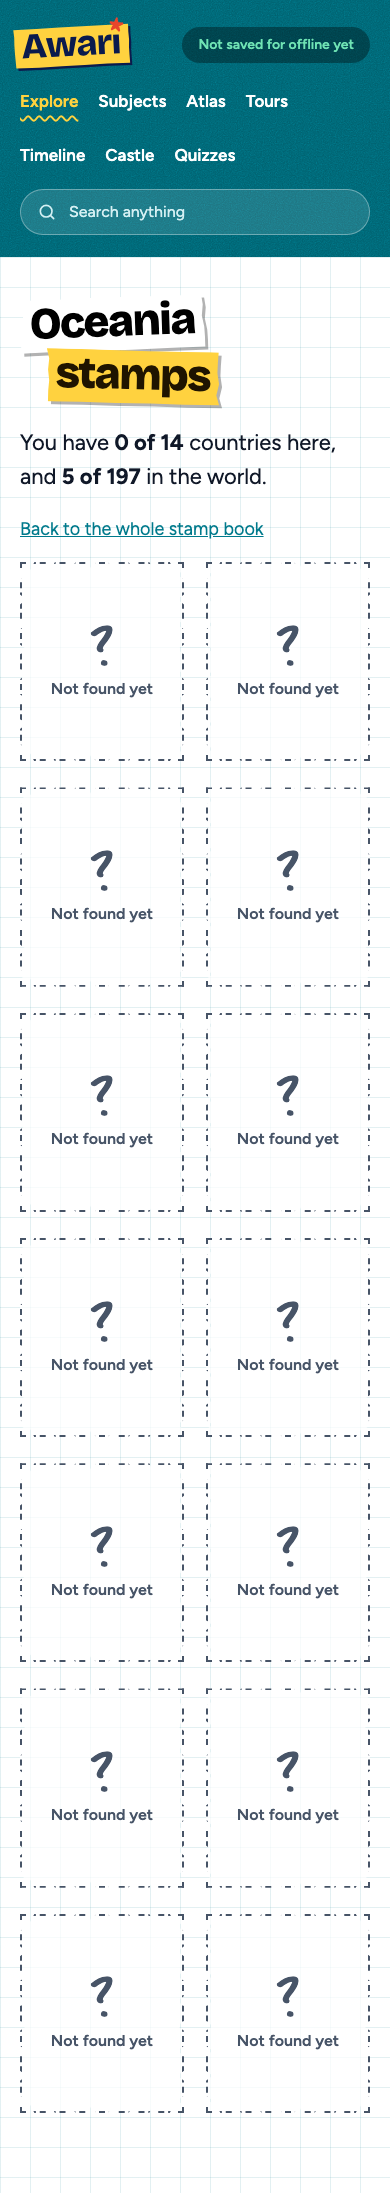 Awari
Not saved for offline yet
Explore Subjects Atlas Tours
Timeline Castle Quizzes
Search anything
Oceania
stamps
You have 0 of 14 countries here,
and 5 of 197 in the world.
Back to the whole stamp book
? ?
Not found yet Not found yet
? ?
Not found yet Not found yet
? ?
Not found yet Not found yet
? ?
Not found yet Not found yet
? ?
Not found yet Not found yet
? ?
Not found yet Not found yet
? ?
Not found yet Not found yet